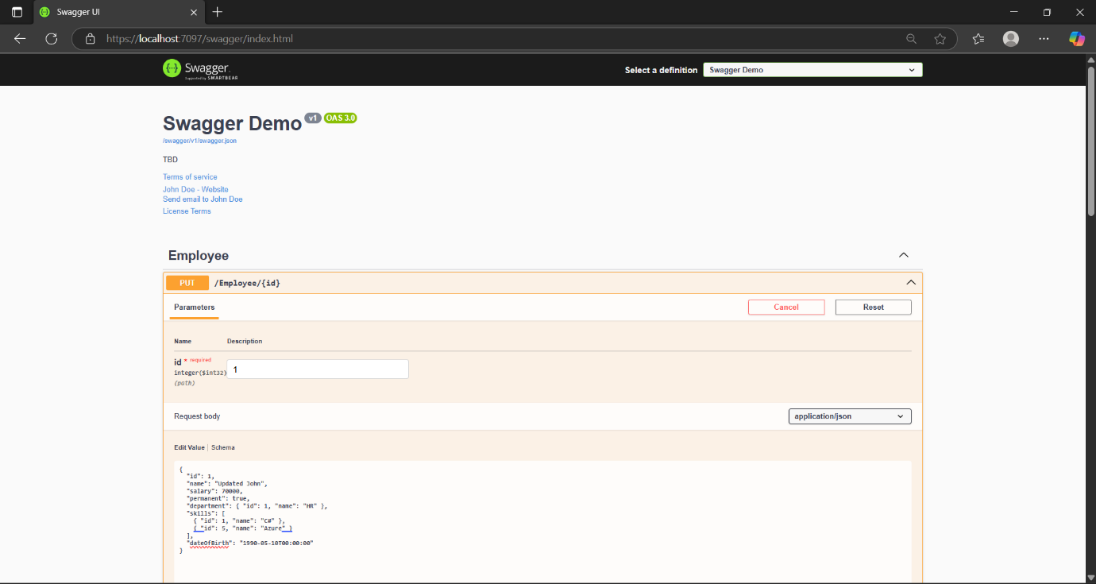 Swagger UI
https://localhost:7097/swagger/index.html
Swagger
Supported by SMARTBEAR
Select a definition
Swagger Demo
Swagger Demo v1 OAS 3.0
/swagger/v1/swagger.json
TBD
Terms of service
John Doe - Website
Send email to John Doe
License Terms
Employee
PUT /Employee/{id}
Parameters
Cancel
Reset
Name Description
id * required
integer($int32)
(path)
1
Request body
application/json
Edit Value | Schema
{
"id": 1,
"name": "Updated John",
"salary": 70000,
"permanent": true,
"department": { "id": 1, "name": "HR" },
"skills": [
{ "id": 1, "name": "C#" },
{ "id": 5, "name": "Azure" }
],
"dateOfBirth": "1990-05-10T00:00:00"
}